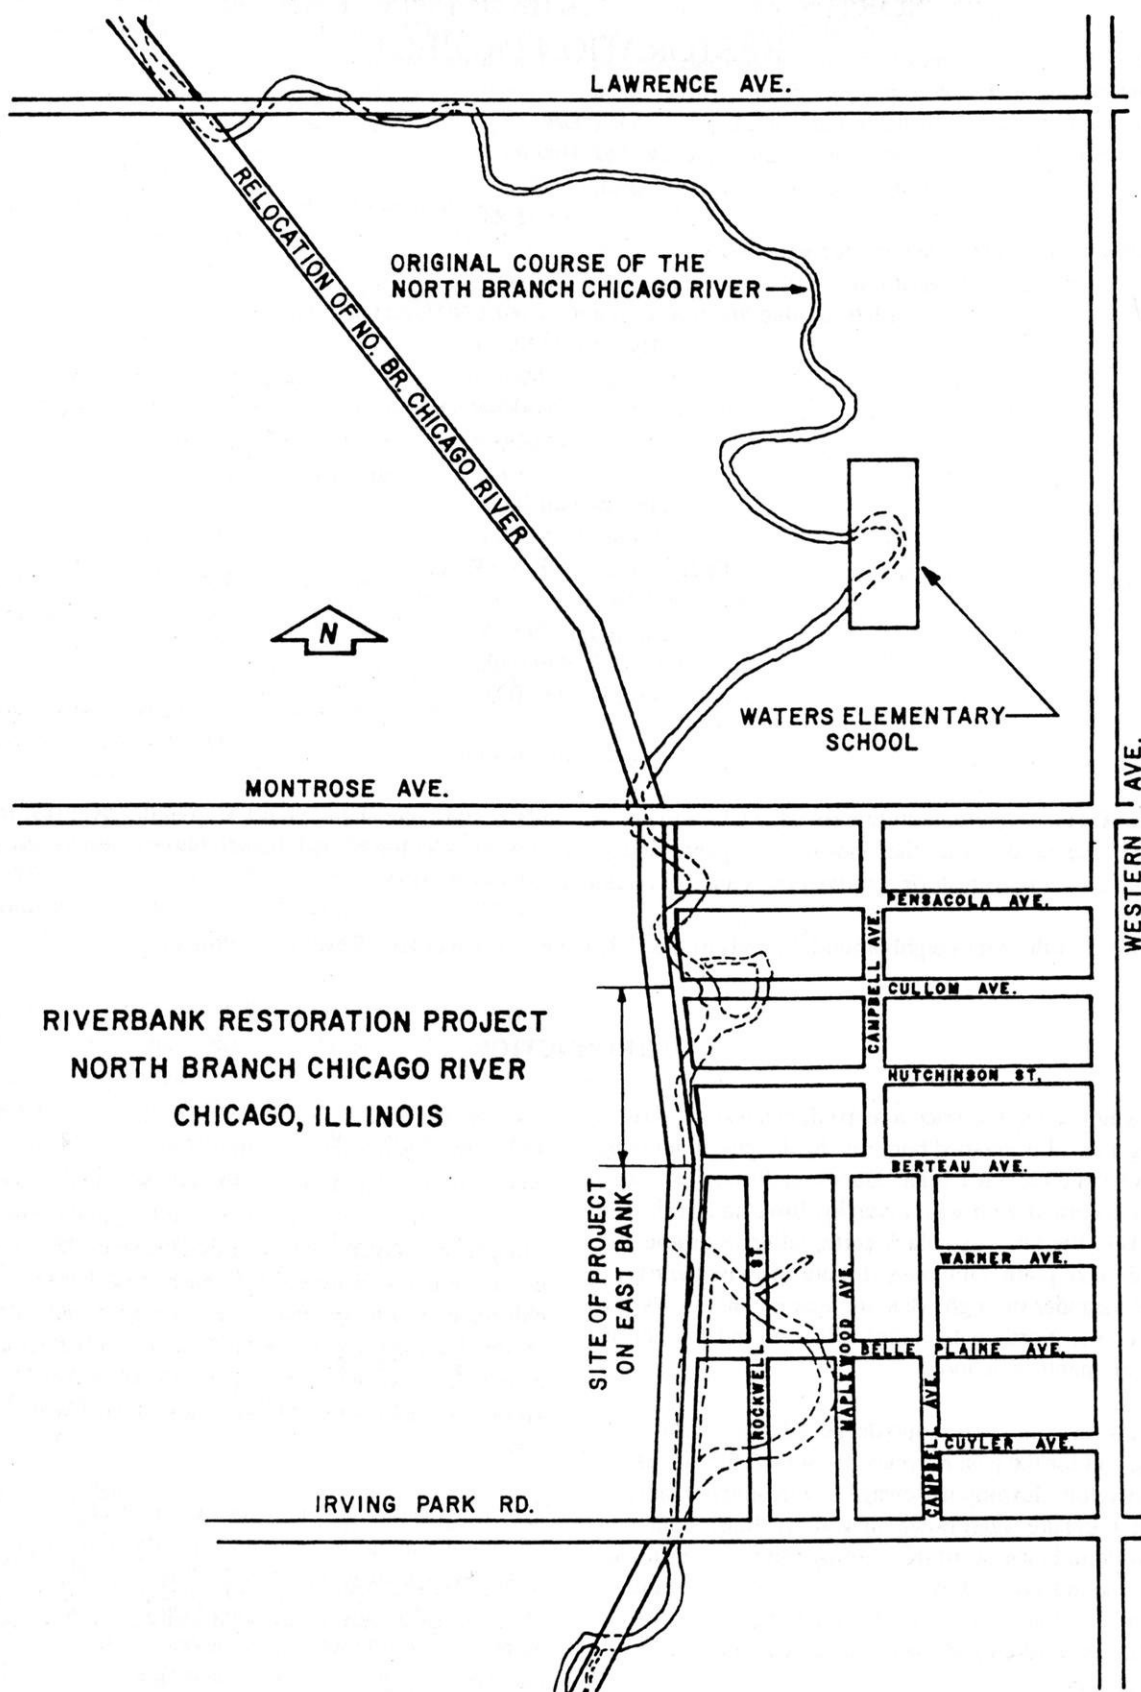 LAWRENCE AVE.
RELOCATION OF NO. BR. CHICAGO RIVER
ORIGINAL COURSE OF THE
NORTH BRANCH CHICAGO RIVER
N
WATERS ELEMENTARY
SCHOOL
MONTROSE AVE.
WESTERN AVE.
PENSACOLA AVE.
CAMPBELL AVE.
CULLOM AVE.
RIVERBANK RESTORATION PROJECT
NORTH BRANCH CHICAGO RIVER
CHICAGO, ILLINOIS
HUTCHINSON ST.
BERTEAU AVE.
SITE OF PROJECT
ON EAST BANK
WARNER AVE.
ROCKWELL ST.
MAPLEWOOD AVE.
BELLE PLAINE AVE.
CAMPBELL AVE.
CUYLER AVE.
IRVING PARK RD.